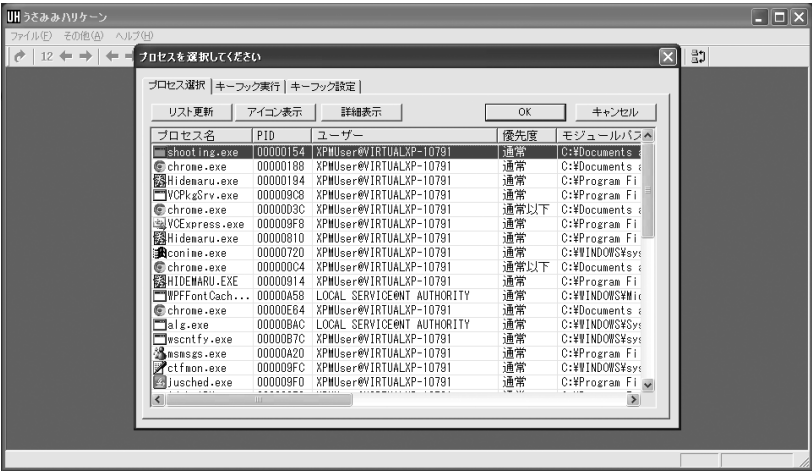 UH うさみみハリケーン
ファイル(F) その他(A) ヘルプ(H)
12
プロセスを選択してください
プロセス選択 キーフック実行 キーフック設定
リスト更新 アイコン表示 詳細表示 OK キャンセル
プロセス名 PID ユーザー 優先度 モジュールパス
shooting.exe 00000154 XPMUser@VIRTUALXP-10791 通常 C:¥Documents a
chrome.exe 00000188 XPMUser@VIRTUALXP-10791 通常 C:¥Documents a
Hidemaru.exe 00000194 XPMUser@VIRTUALXP-10791 通常 C:¥Program Fi
VCPkgSrv.exe 000009C8 XPMUser@VIRTUALXP-10791 通常 C:¥Program Fi
chrome.exe 00000D3C XPMUser@VIRTUALXP-10791 通常以下 C:¥Documents a
VCExpress.exe 000009F8 XPMUser@VIRTUALXP-10791 通常 C:¥Program Fi
Hidemaru.exe 00000810 XPMUser@VIRTUALXP-10791 通常 C:¥Program Fi
conime.exe 00000720 XPMUser@VIRTUALXP-10791 通常 C:¥WINDOWS¥sys
chrome.exe 000000C4 XPMUser@VIRTUALXP-10791 通常以下 C:¥Documents a
HIDEMARU.EXE 00000914 XPMUser@VIRTUALXP-10791 通常 C:¥Program Fi
WPFFontCach... 00000A58 LOCAL SERVICE@NT AUTHORITY 通常 C:¥WINDOWS¥Mic
chrome.exe 00000E64 XPMUser@VIRTUALXP-10791 通常 C:¥Documents a
alg.exe 00000BAC LOCAL SERVICE@NT AUTHORITY 通常 C:¥WINDOWS¥Sys
wscntfy.exe 00000B7C XPMUser@VIRTUALXP-10791 通常 C:¥WINDOWS¥sys
msmsgs.exe 00000A20 XPMUser@VIRTUALXP-10791 通常 C:¥Program Fi
ctfmon.exe 000009FC XPMUser@VIRTUALXP-10791 通常 C:¥WINDOWS¥sys
jusched.exe 000009F0 XPMUser@VIRTUALXP-10791 通常 C:¥Program Fi